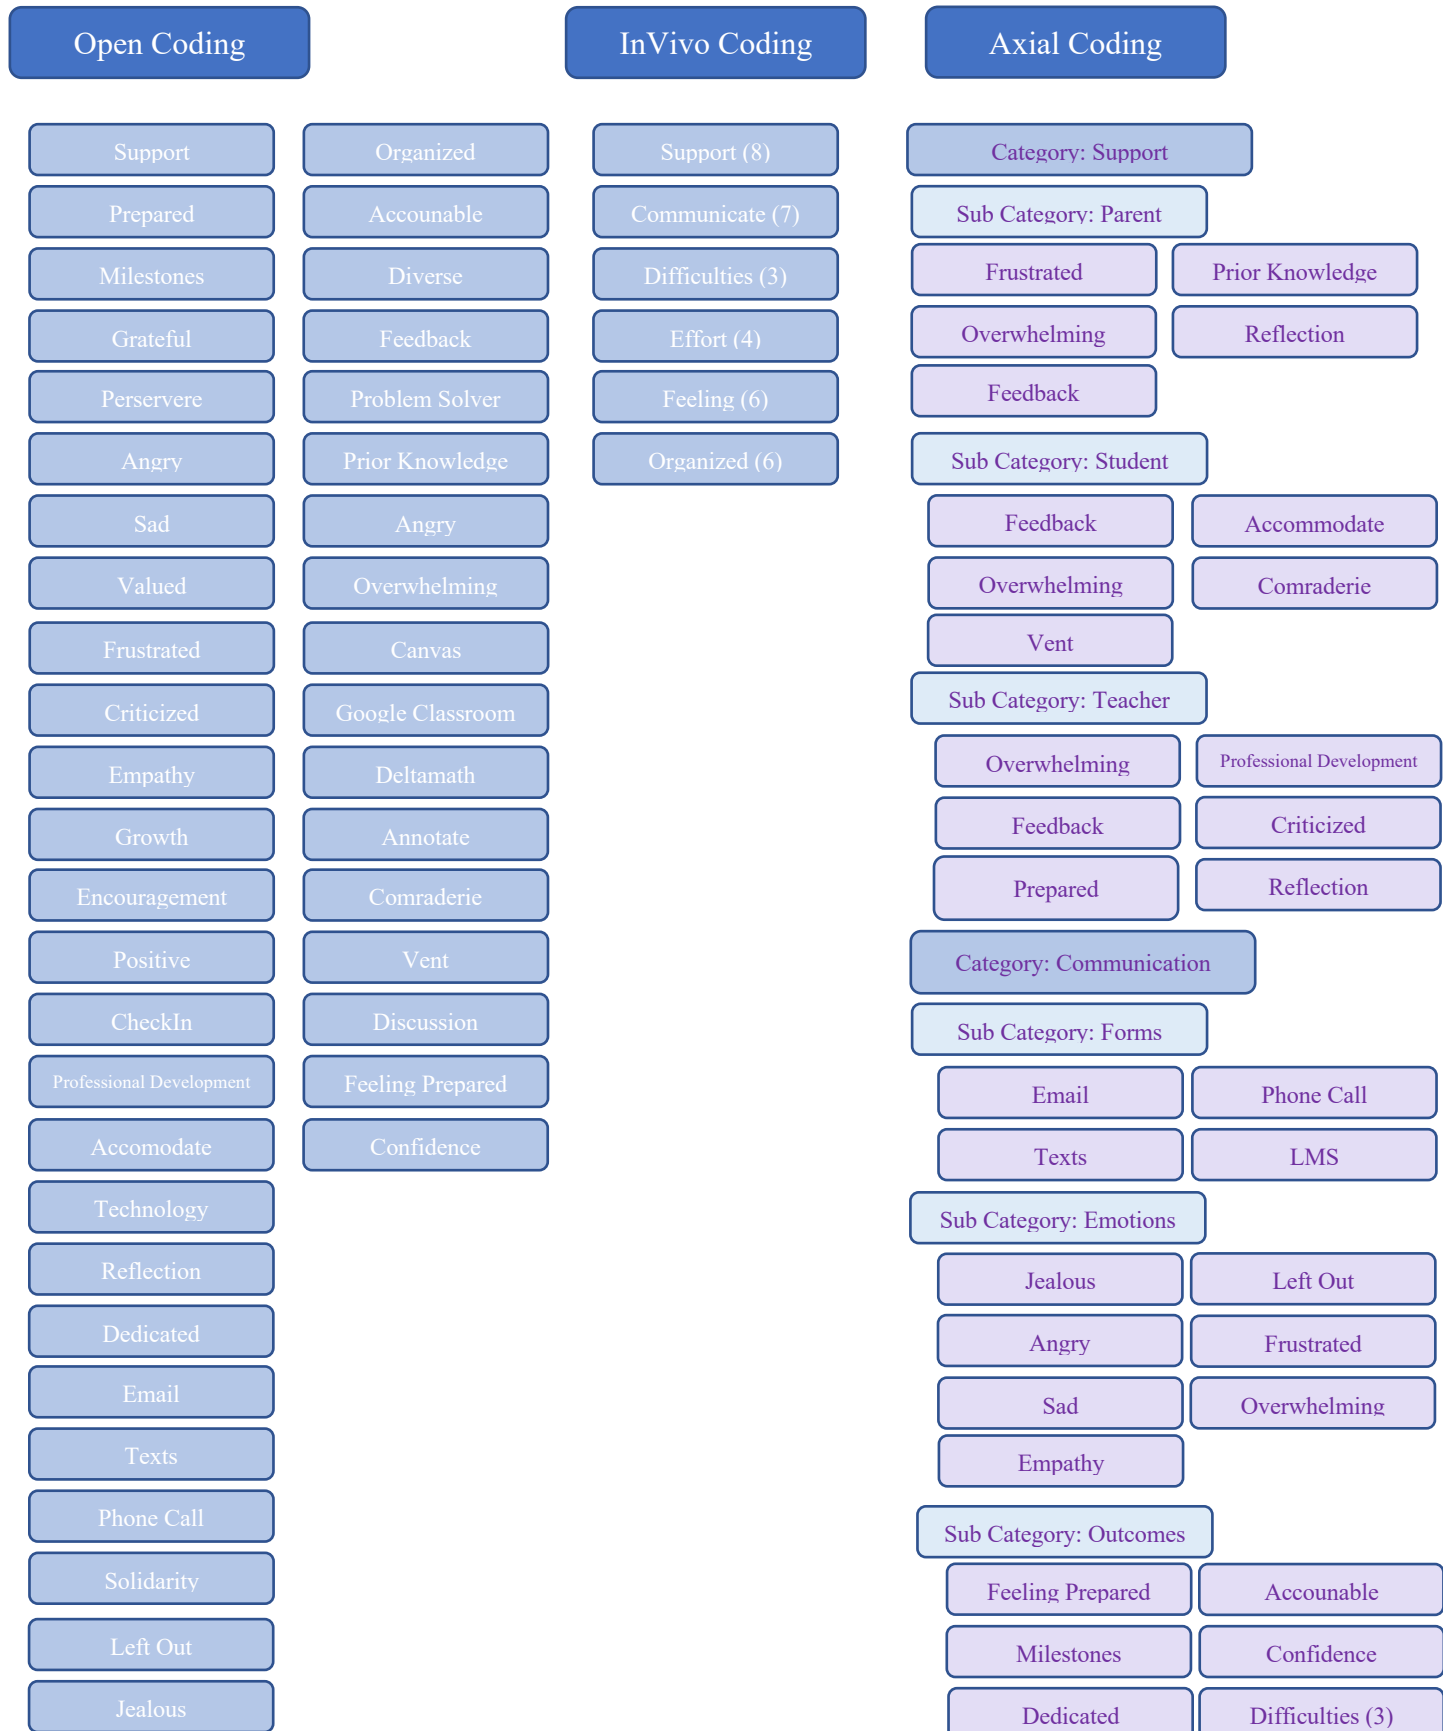 Open Coding
InVivo Coding
Axial Coding
Support
Prepared
Milestones
Grateful
Perservere
Angry
Sad
Valued
Frustrated
Criticized
Empathy
Growth
Encouragement
Positive
CheckIn
Professional Development
Accomodate
Technology
Reflection
Dedicated
Email
Texts
Phone Call
Solidarity
Left Out
Jealous
Organized
Accounable
Diverse
Feedback
Problem Solver
Prior Knowledge
Angry
Overwhelming
Canvas
Google Classroom
Deltamath
Annotate
Comraderie
Vent
Discussion
Feeling Prepared
Confidence
Support (8)
Communicate (7)
Difficulties (3)
Effort (4)
Feeling (6)
Organized (6)
Category: Support
Sub Category: Parent
Frustrated
Prior Knowledge
Overwhelming
Reflection
Feedback
Sub Category: Student
Feedback
Accommodate
Overwhelming
Comraderie
Vent
Sub Category: Teacher
Overwhelming
Professional Development
Feedback
Criticized
Prepared
Reflection
Category: Communication
Sub Category: Forms
Email
Phone Call
Texts
LMS
Sub Category: Emotions
Jealous
Left Out
Angry
Frustrated
Sad
Overwhelming
Empathy
Sub Category: Outcomes
Feeling Prepared
Accounable
Milestones
Confidence
Dedicated
Difficulties (3)